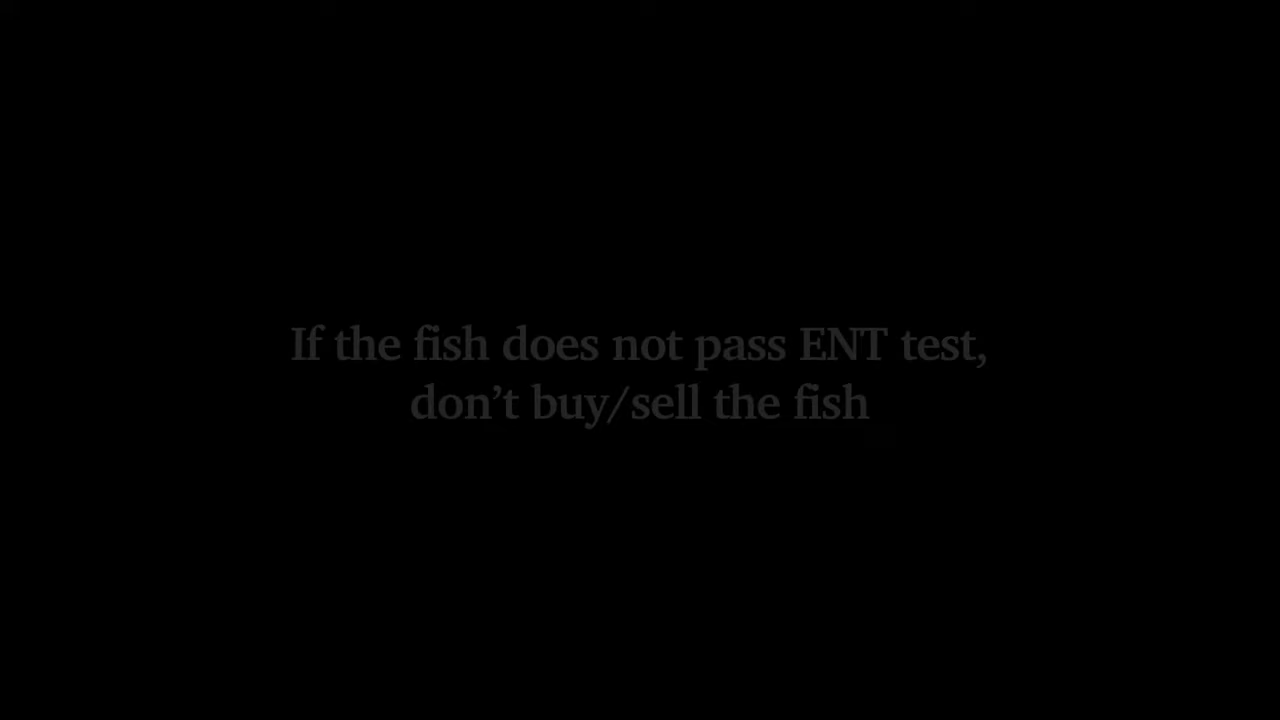 If the fish does not pass ENT test,
don’t buy/sell the fish